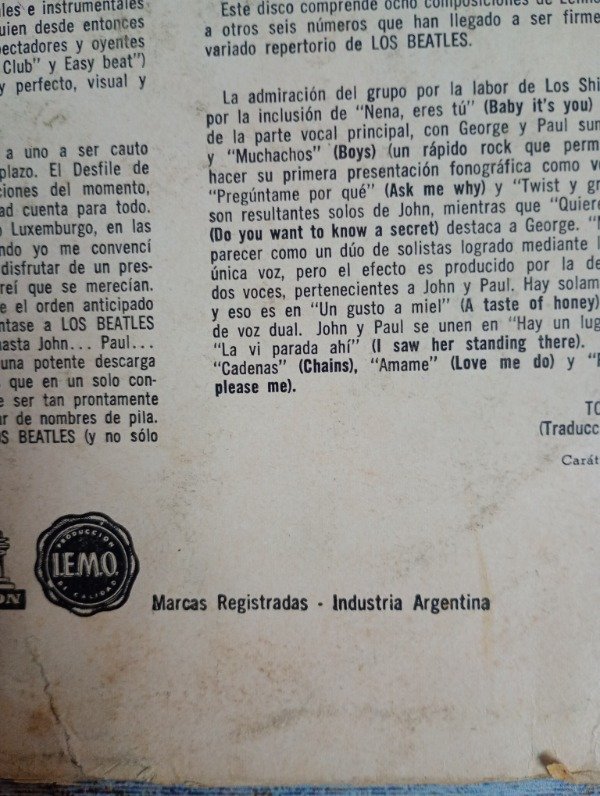 les e instrumentales
uien desde entonces
pectadores y oyentes
Club" y Easy beat")
y perfecto, visual y
a uno a ser cauto
plazo. El Desfile de
ciones del momento,
ad cuenta para todo.
Luxemburgo, en las
ndo yo me convencí
disfrutar de un pres-
reí que se merecían.
e el orden anticipado
ntase a LOS BEATLES
hasta John... Paul...
una potente descarga
que en un solo con-
e ser tan prontamente
ar de nombres de pila.
S BEATLES (y no sólo
Este disco comprende ocho composiciones de
a otros seis números que han llegado a ser firme
variado repertorio de LOS BEATLES.
La admiración del grupo por la labor de Los Shi
por la inclusión de "Nena, eres tú" (Baby it's you)
de la parte vocal principal, con George y Paul sum
y "Muchachos" (Boys) (un rápido rock que perm
hacer su primera presentación fonográfica como vo
"Pregúntame por qué" (Ask me why) y "Twist y gr
son resultantes solos de John, mientras que "Quiere
(Do you want to know a secret) destaca a George. "
parecer como un dúo de solistas logrado mediante l
única voz, pero el efecto es producido por la de
dos voces, pertenecientes a John y Paul. Hay solam
y eso es en "Un gusto a miel" (A taste of honey)
de voz dual. John y Paul se unen en "Hay un lug
"La vi parada ahí" (I saw her standing there).
"Cadenas" (Chains), "Amame" (Love me do) y "P
please me).
TO
(Traducc
Carát
ON
PRODUCCION
LEMO
DE CALIDAD
Marcas Registradas - Industria Argentina